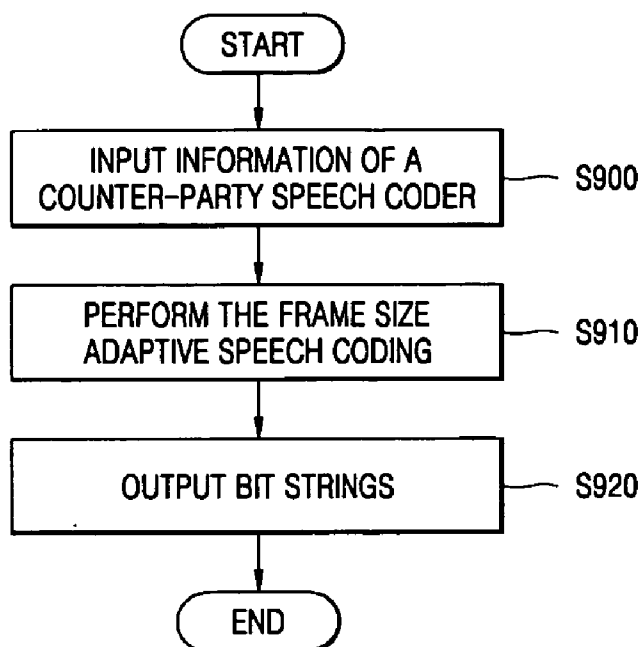 START
INPUT INFORMATION OF A
COUNTER-PARTY SPEECH CODER
S900
PERFORM THE FRAME SIZE
ADAPTIVE SPEECH CODING
S910
OUTPUT BIT STRINGS
S920
END